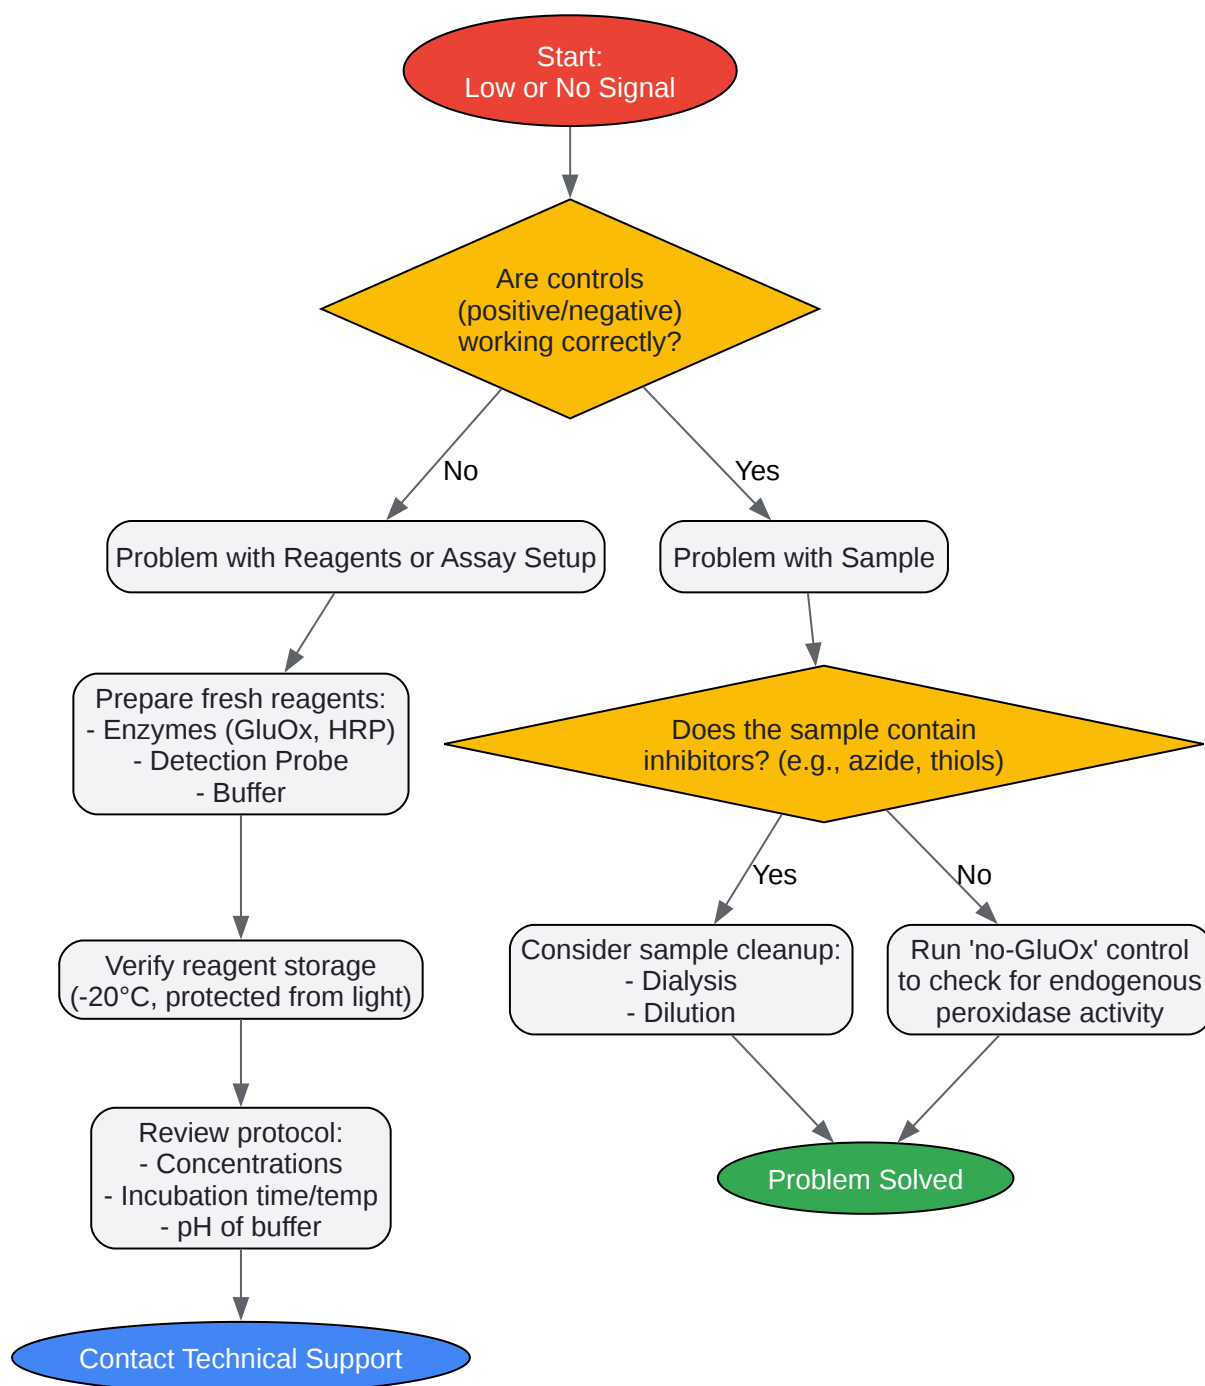 Start:
Low or No Signal
Are controls
(positive/negative)
working correctly?
No
Yes
Problem with Reagents or Assay Setup
Problem with Sample
Prepare fresh reagents:
- Enzymes (GluOx, HRP)
- Detection Probe
- Buffer
Does the sample contain
inhibitors? (e.g., azide, thiols)
Yes
No
Verify reagent storage
(-20°C, protected from light)
Consider sample cleanup:
- Dialysis
- Dilution
Run 'no-GluOx' control
to check for endogenous
peroxidase activity
Review protocol:
- Concentrations
- Incubation time/temp
- pH of buffer
Problem Solved
Contact Technical Support